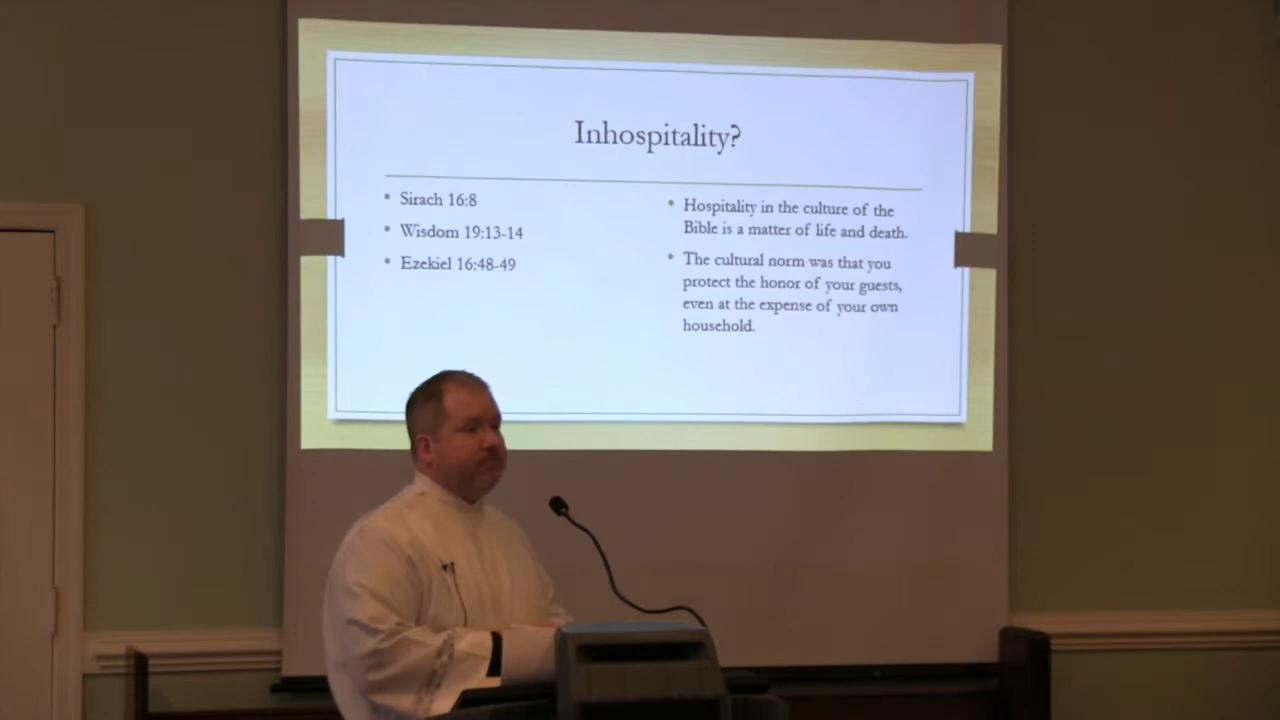 Inhospitality?
• Sirach 16:8
• Wisdom 19:13-14
• Ezekiel 16:48-49
• Hospitality in the culture of the
Bible is a matter of life and death.
• The cultural norm was that you
protect the honor of your guests,
even at the expense of your own
household.